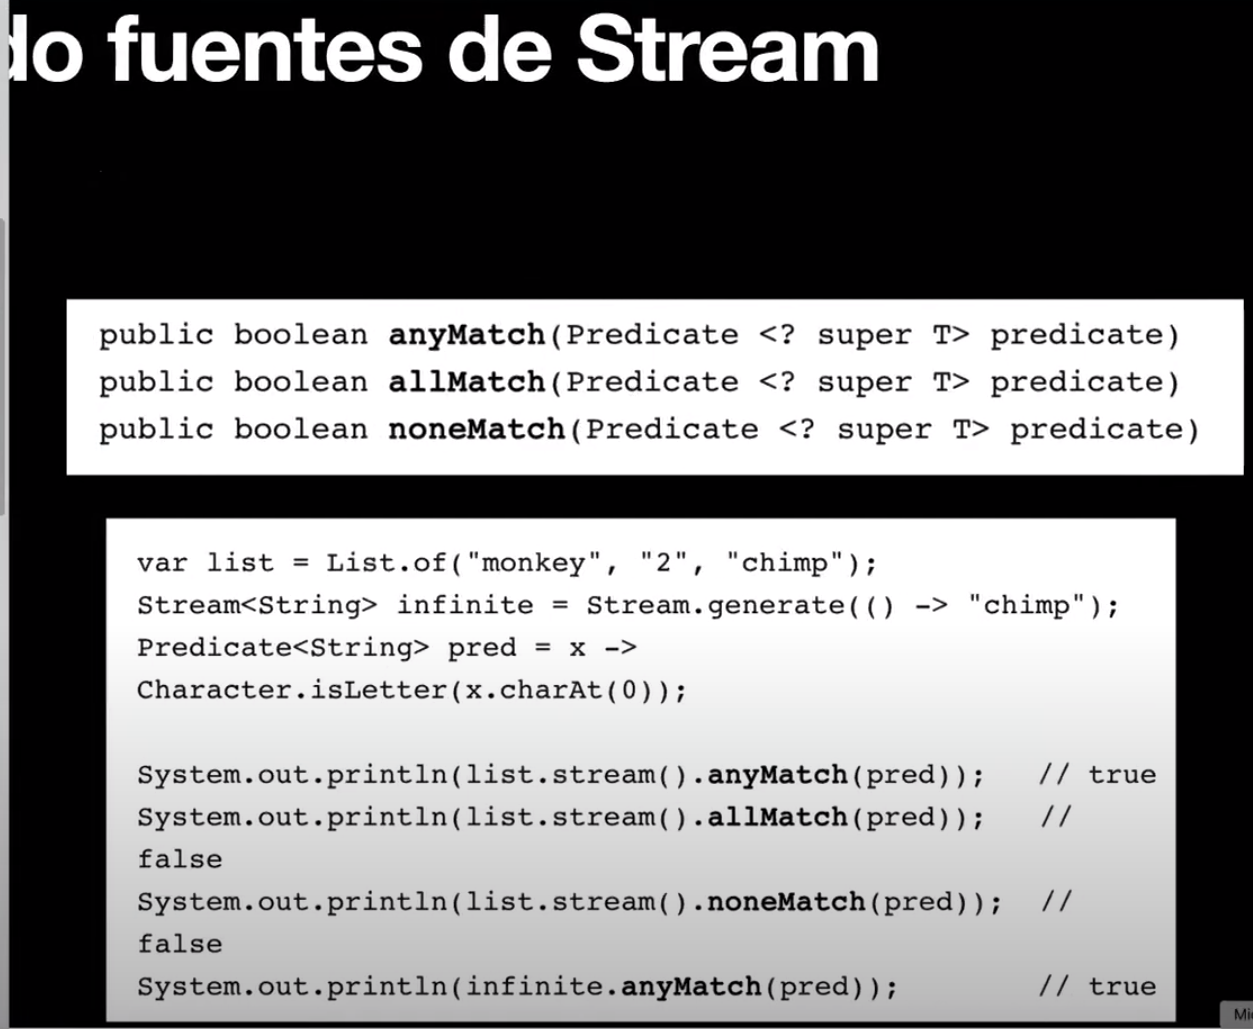 do fuentes de Stream
public boolean anyMatch(Predicate <? super T> predicate)
public boolean allMatch(Predicate <? super T> predicate)
public boolean noneMatch(Predicate <? super T> predicate)
var list = List.of("monkey", "2", "chimp");
Stream<String> infinite = Stream.generate(() -> "chimp");
Predicate<String> pred = x ->
Character.isLetter(x.charAt(0));
System.out.println(list.stream().anyMatch(pred)); // true
System.out.println(list.stream().allMatch(pred)); //
false
System.out.println(list.stream().noneMatch(pred)); //
false
System.out.println(infinite.anyMatch(pred)); // true